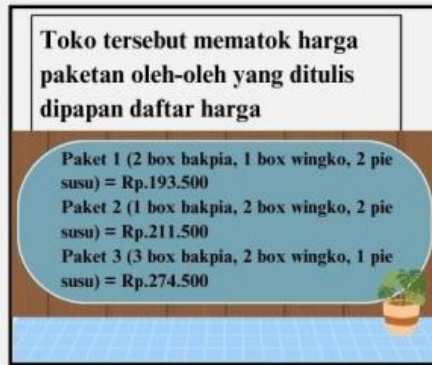 Toko tersebut mematok harga
paketan oleh-oleh yang ditulis
dipapan daftar harga
Paket 1 (2 box bakpia, 1 box wingko, 2 pie
susu) = Rp.193.500
Paket 2 (1 box bakpia, 2 box wingko, 2 pie
susu) = Rp.211.500
Paket 3 (3 box bakpia, 2 box wingko, 1 pie
susu) = Rp.274.500